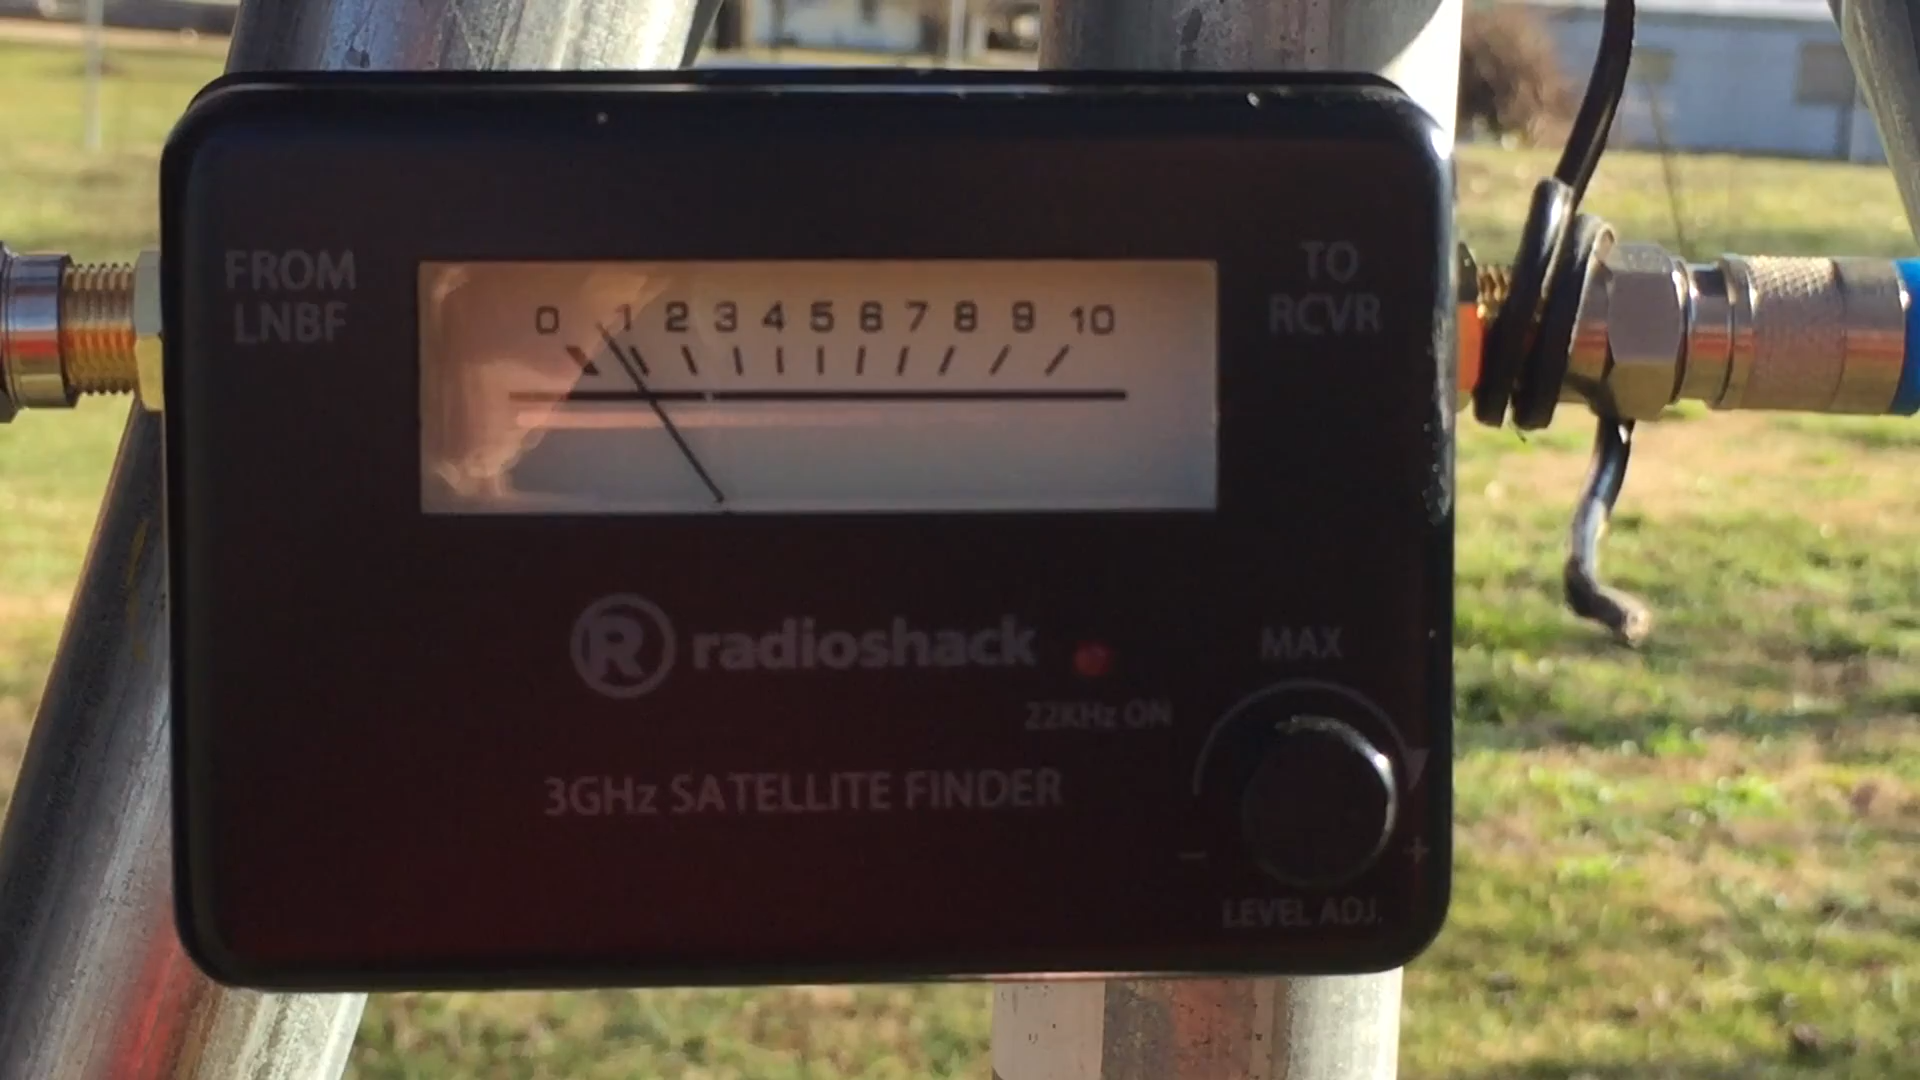 FROM
LNBF
0 1 2 3 4 5 6 7 8 9 10
TO
RCVR
R radioshack
22KHz ON
3GHz SATELLITE FINDER
MAX
- +
LEVEL ADJ.